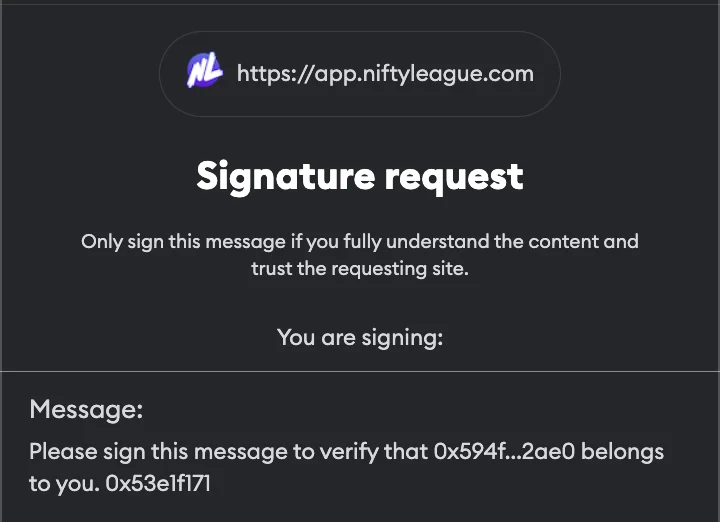 NL https://app.niftyleague.com
Signature request
Only sign this message if you fully understand the content and
trust the requesting site.
You are signing:
Message:
Please sign this message to verify that 0x594f...2ae0 belongs
to you. 0x53e1f171